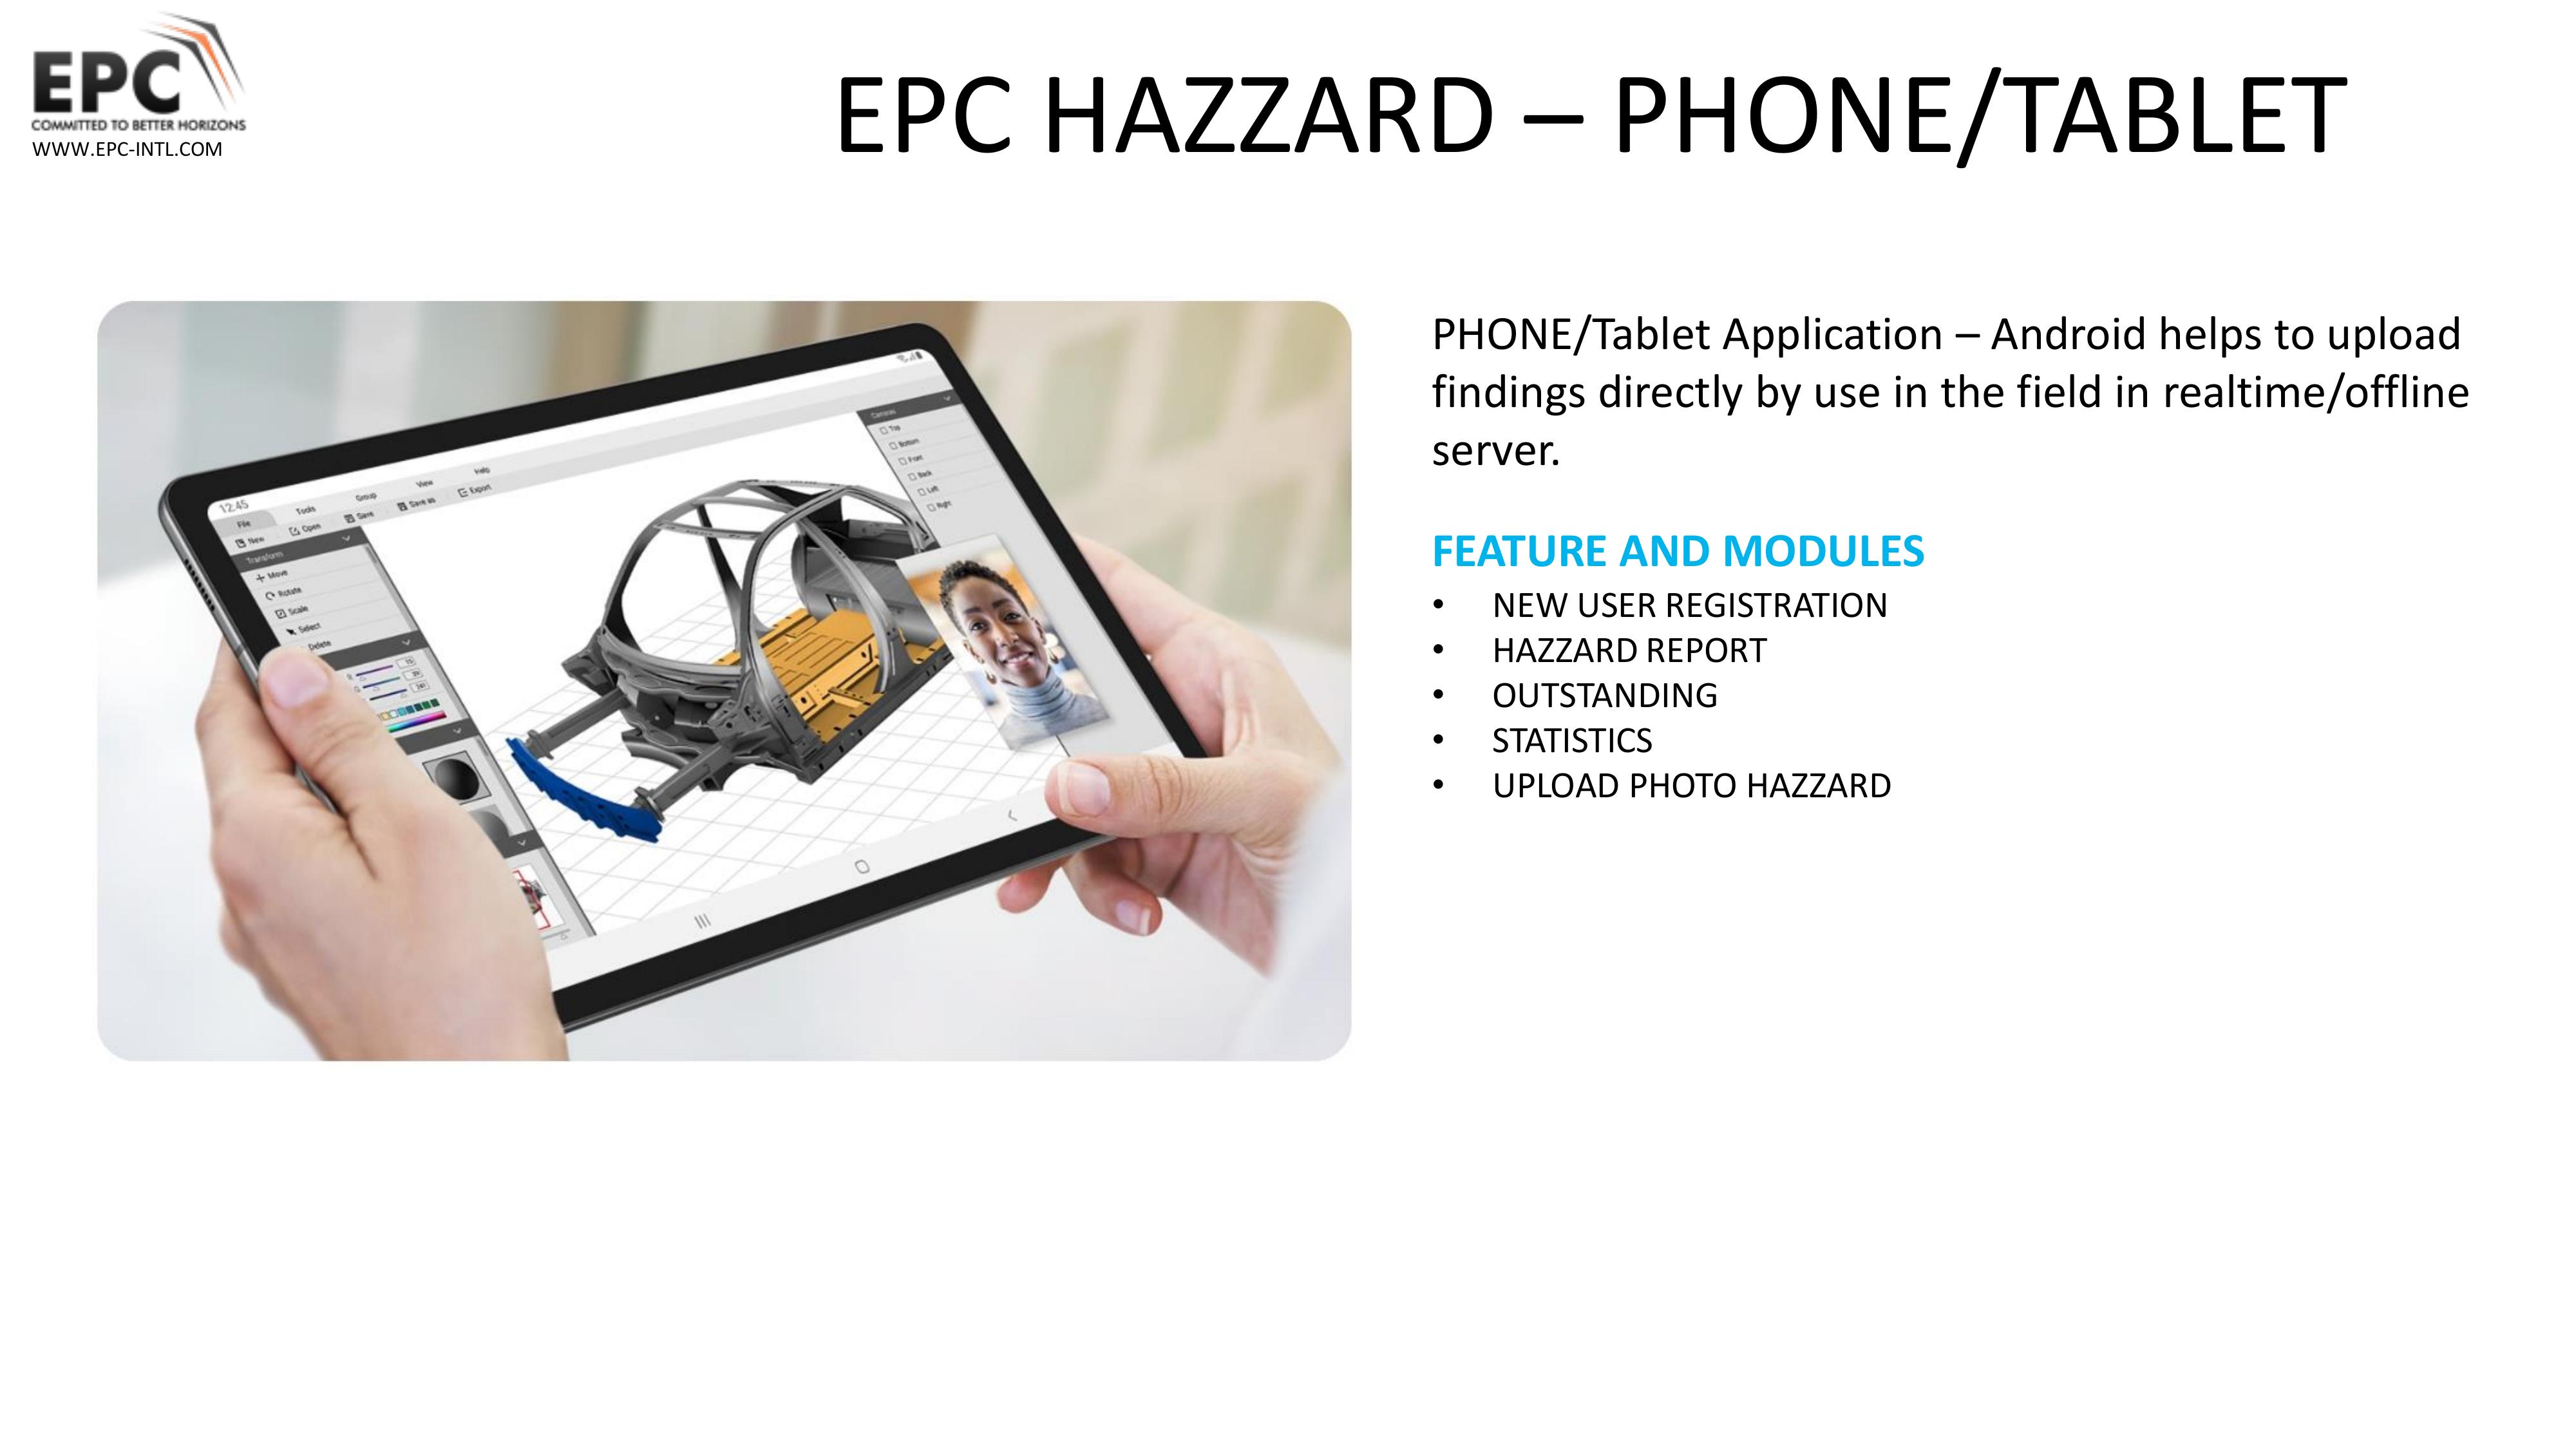 EPC
COMMITTED TO BETTER HORIZONS
WWW.EPC-INTL.COM
EPC HAZZARD – PHONE/TABLET
12:45
File
Tools
Group
View
Help
New
Open
Save
Save as
Export
Transform
Move
Rotate
Scale
Select
Delete
Top
Bottom
Front
Back
Left
Right
PHONE/Tablet Application – Android helps to upload
findings directly by use in the field in realtime/offline
server.
FEATURE AND MODULES
• NEW USER REGISTRATION
• HAZZARD REPORT
• OUTSTANDING
• STATISTICS
• UPLOAD PHOTO HAZZARD